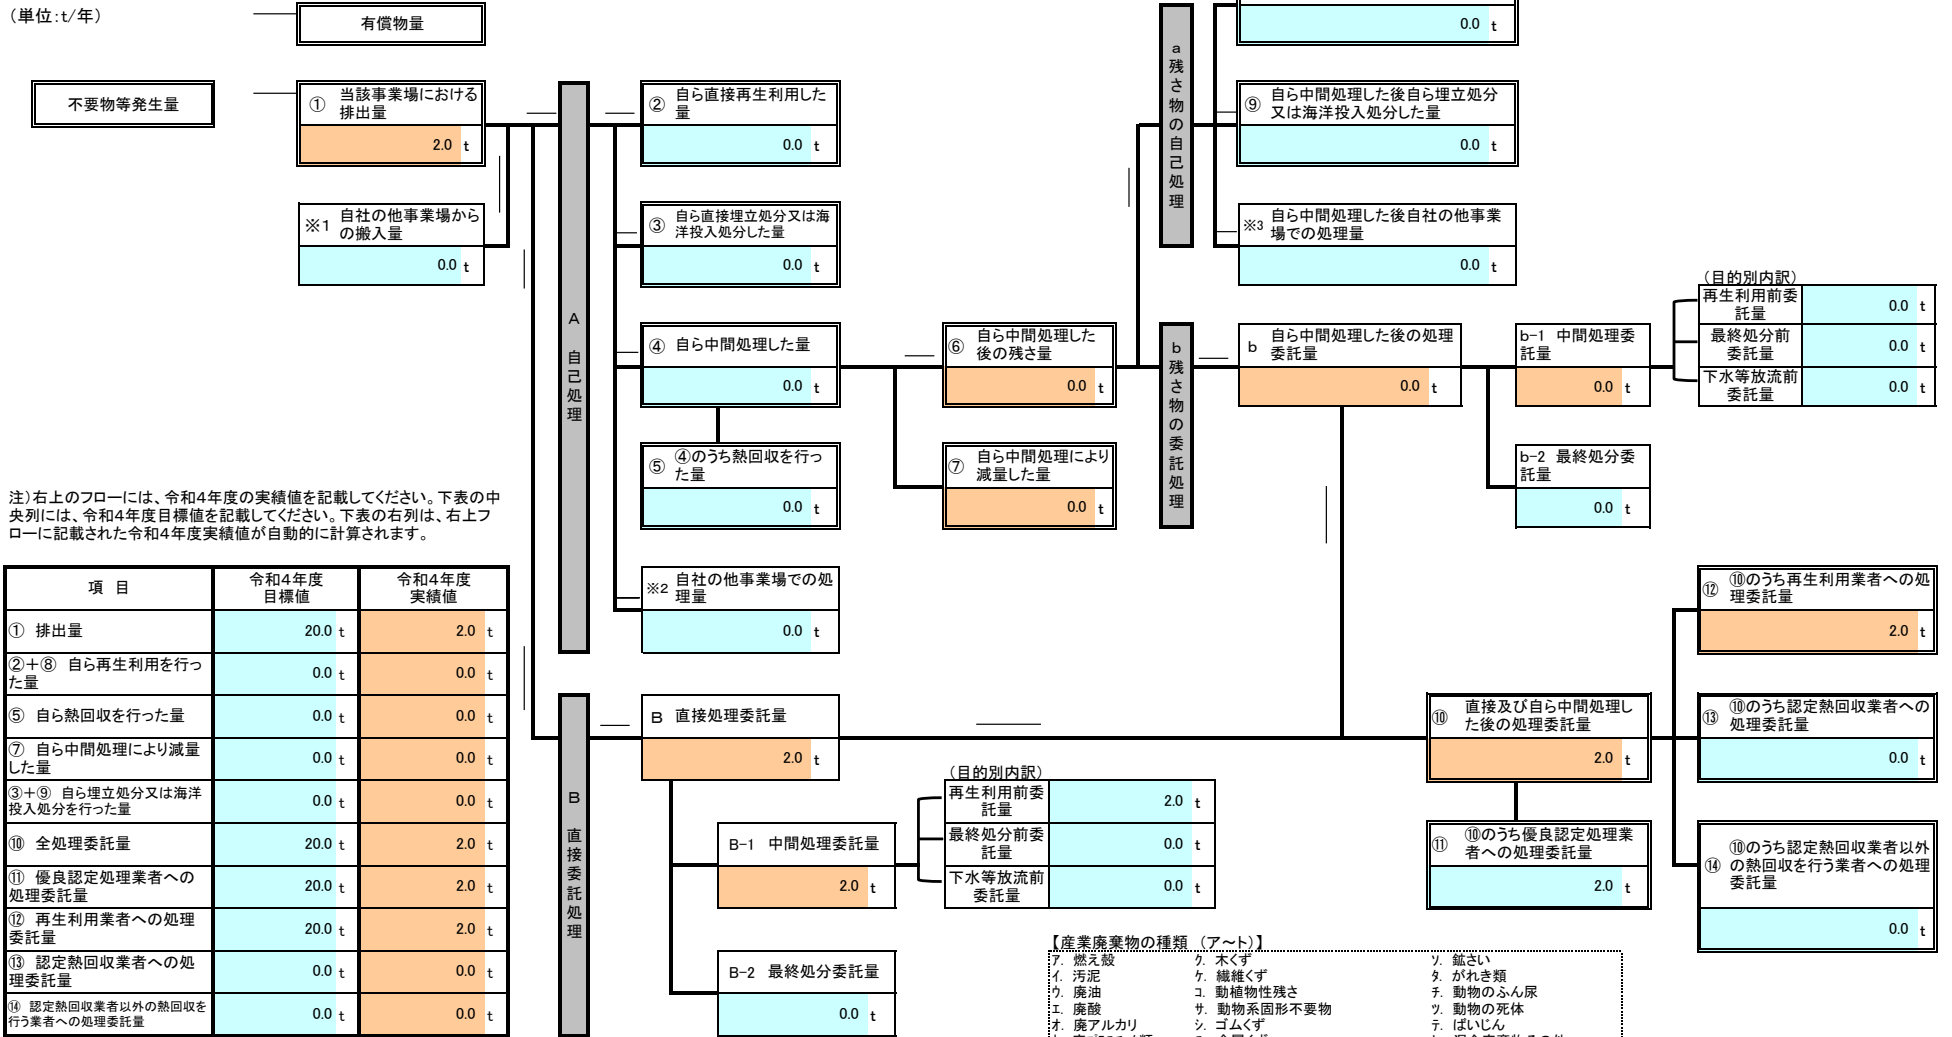 （単位：t/年）
有償物量
0.0 t
不要物等発生量
① 当該事業場における
排出量
2.0 t
※1 自社の他事業場から
の搬入量
0.0 t
A 自己処理
② 自ら直接再生利用した
量
0.0 t
③ 自ら直接埋立処分又は海
洋投入処分した量
0.0 t
④ 自ら中間処理した量
0.0 t
⑤ ④のうち熱回収を行っ
た量
0.0 t
※2 自社の他事業場での処
理量
0.0 t
⑥ 自ら中間処理した
後の残さ量
0.0 t
⑦ 自ら中間処理により
減量した量
0.0 t
a 残さ物の自己処理
⑨ 自ら中間処理した後自ら埋立処分
又は海洋投入処分した量
0.0 t
※3 自ら中間処理した後自社の他事業
場での処理量
0.0 t
b 残さ物の委託処理
b 自ら中間処理した後の処理
委託量
0.0 t
b-1 中間処理委
託量
0.0 t
b-2 最終処分委
託量
0.0 t
（目的別内訳）
再生利用前委
託量
0.0 t
最終処分前
委託量
0.0 t
下水等放流前
委託量
0.0 t
注）右上のフローには、令和４年度の実績値を記載してください。下表の中
央列には、令和４年度目標値を記載してください。下表の右列は、右上フ
ローに記載された令和４年度実績値が自動的に計算されます。
項 目 令和４年度 目標値 令和４年度 実績値
① 排出量 20.0 t 2.0 t
②＋⑧ 自ら再生利用を行っ
た量 0.0 t 0.0 t
⑤ 自ら熱回収を行った量 0.0 t 0.0 t
⑦ 自ら中間処理により減量
した量 0.0 t 0.0 t
③＋⑨ 自ら埋立処分又は海洋
投入処分を行った量 0.0 t 0.0 t
⑩ 全処理委託量 20.0 t 2.0 t
⑪ 優良認定処理業者への
処理委託量 20.0 t 2.0 t
⑫ 再生利用業者への処理
委託量 20.0 t 2.0 t
⑬ 認定熱回収業者への処
理委託量 0.0 t 0.0 t
⑭ 認定熱回収業者以外の熱回収を
行う業者への処理委託量 0.0 t 0.0 t
B 直接委託処理
B 直接処理委託量
2.0 t
B-1 中間処理委託量
2.0 t
B-2 最終処分委託量
0.0 t
（目的別内訳）
再生利用前委
託量
2.0 t
最終処分前委
託量
0.0 t
下水等放流前
委託量
0.0 t
⑩ 直接及び自ら中間処理し
た後の処理委託量
2.0 t
⑪ ⑩のうち優良認定処理業
者への処理委託量
2.0 t
⑫ ⑩のうち再生利用業者への処
理委託量
2.0 t
⑬ ⑩のうち認定熱回収業者への
処理委託量
0.0 t
⑭ ⑩のうち認定熱回収業者以外
の熱回収を行う業者への処理
委託量
0.0 t
【産業廃棄物の種類 （ア～ト）】
ア. 燃え殻 ク. 木くず ソ. 鉱さい
イ. 汚泥 ケ. 繊維くず タ. がれき類
ウ. 廃油 コ. 動植物性残さ チ. 動物のふん尿
エ. 廃酸 サ. 動物系固形不要物 ツ. 動物の死体
オ. 廃アルカリ シ. ゴムくず テ. ばいじん